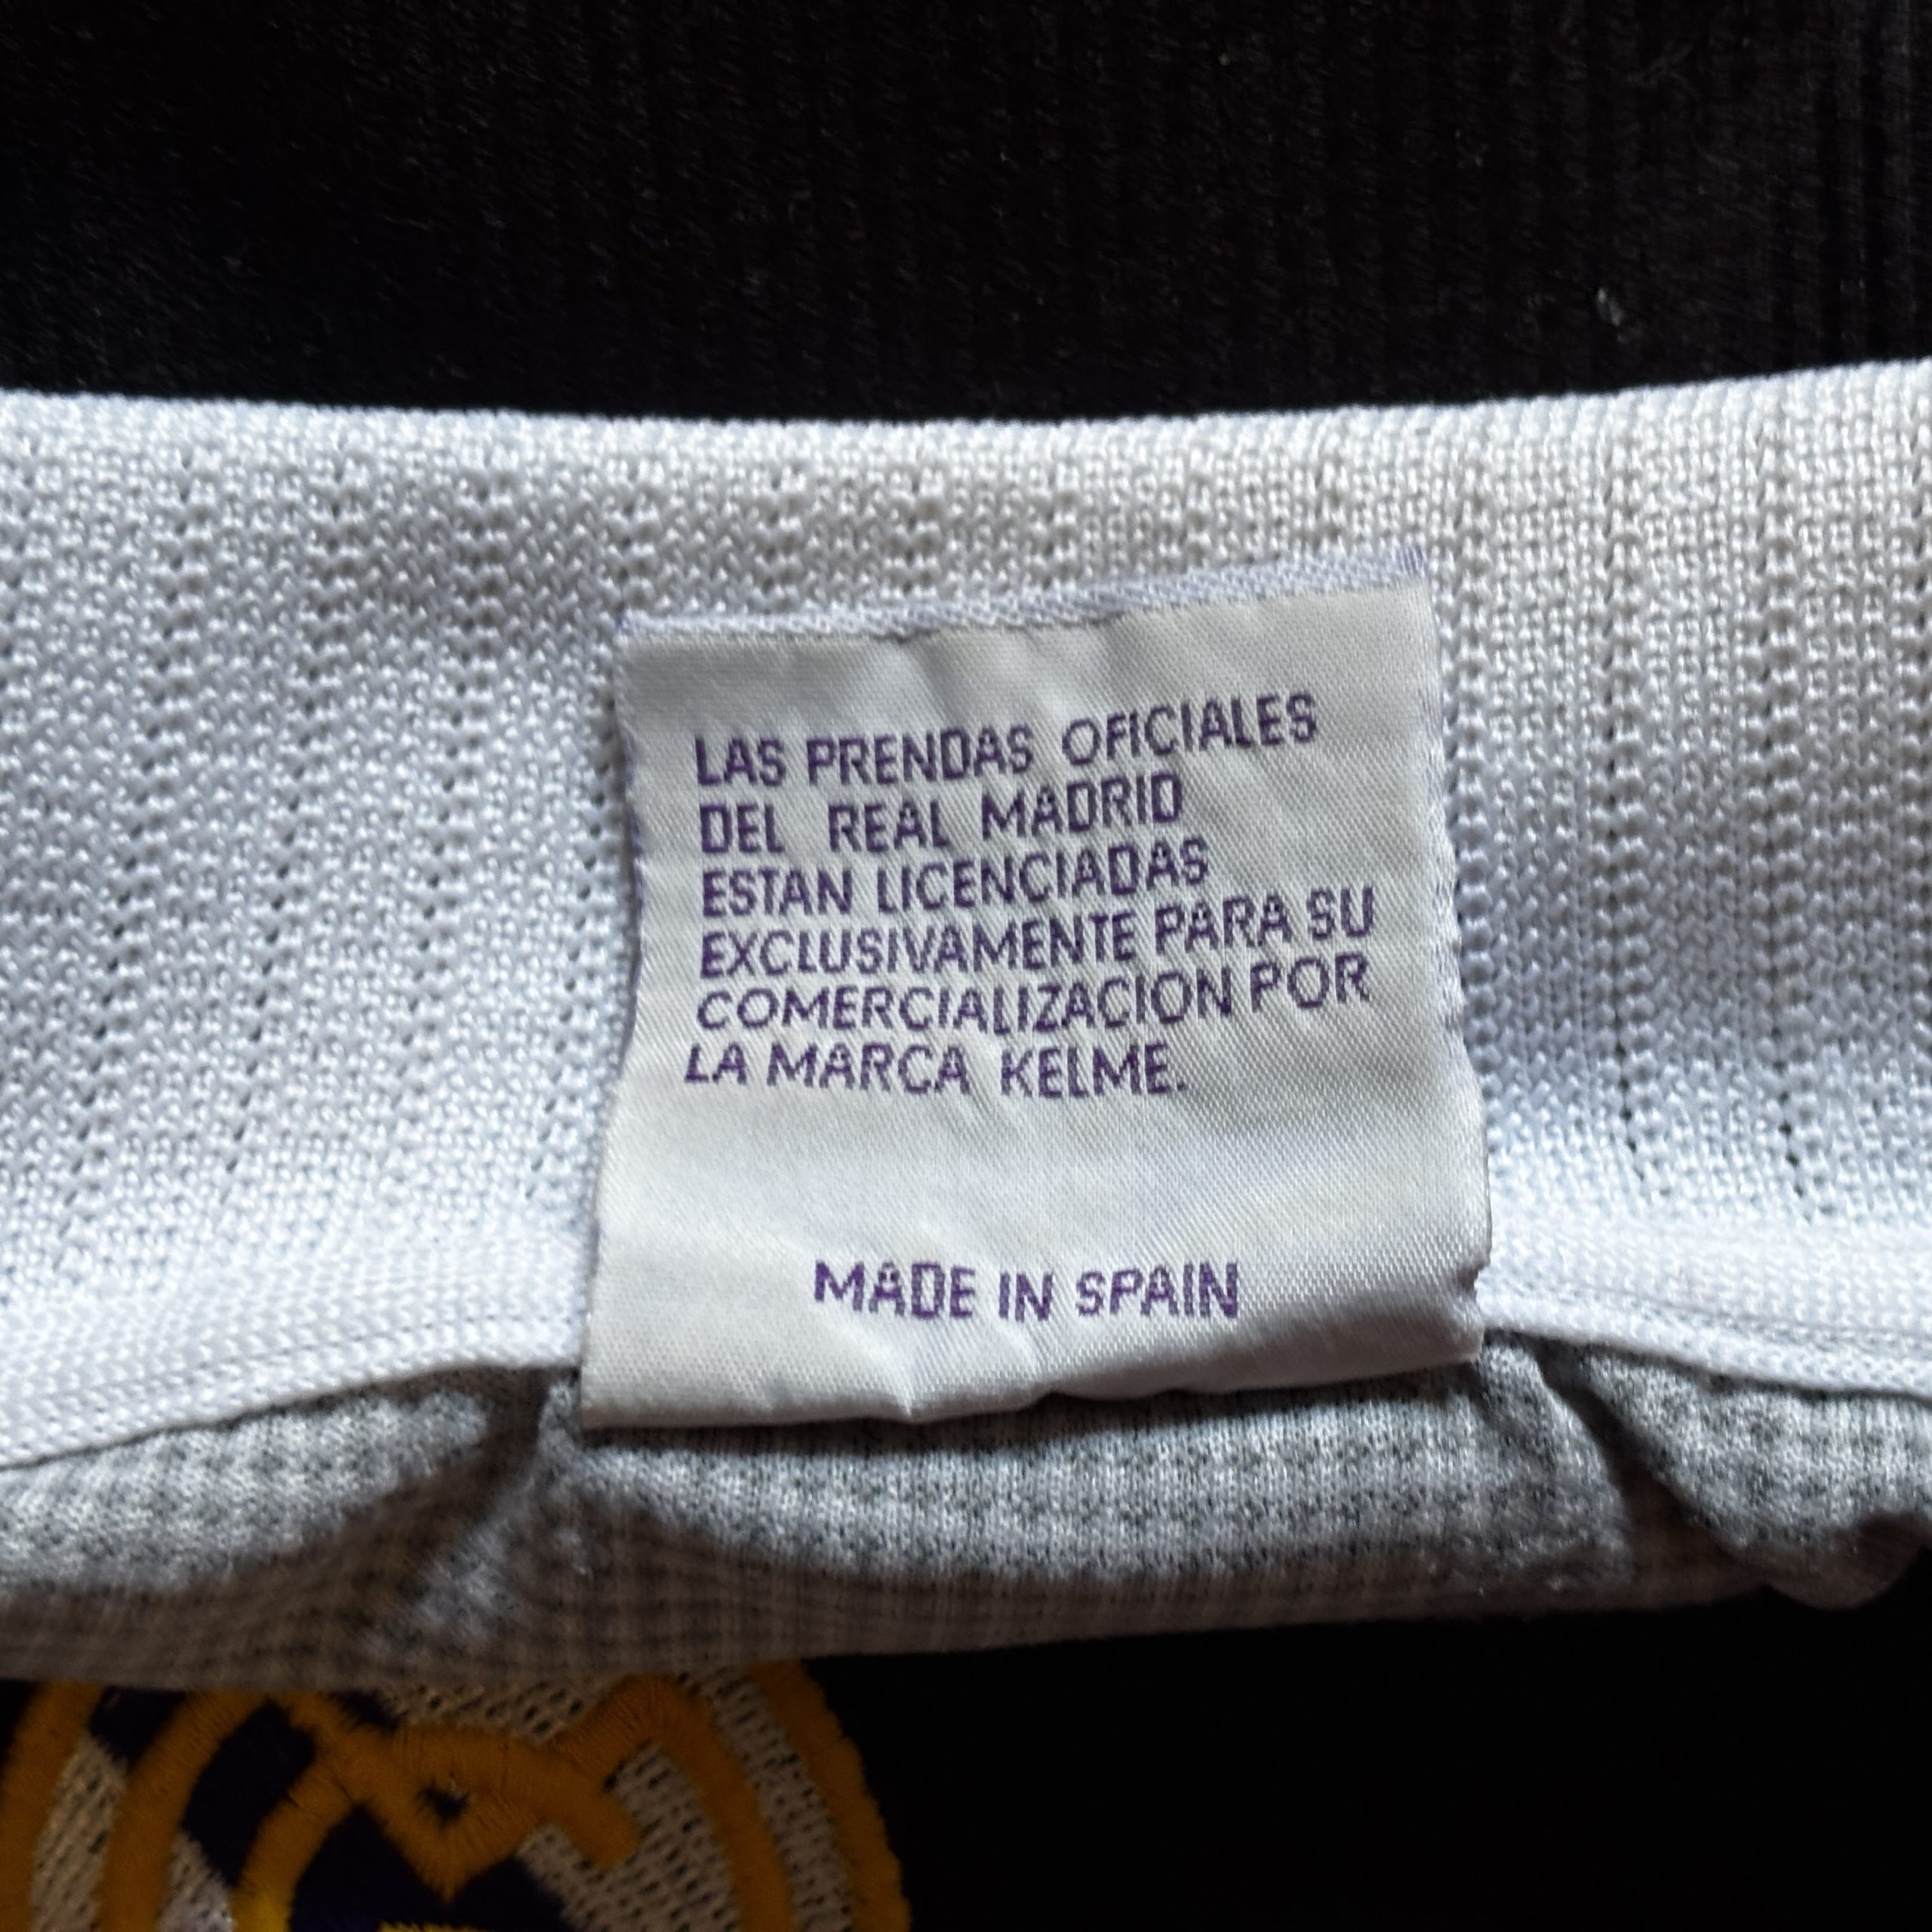 LAS PRENDAS OFICIALES
DEL REAL MADRID
ESTAN LICENCIADAS
EXCLUSIVAMENTE PARA SU
COMERCIALIZACION POR
LA MARCA KELME.
MADE IN SPAIN